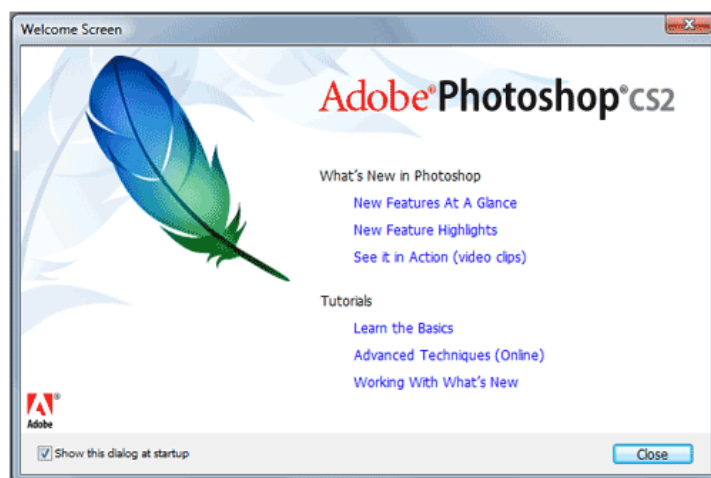 Welcome Screen
Adobe® Photoshop® CS2
What's New in Photoshop
New Features At A Glance
New Feature Highlights
See it in Action (video clips)
Tutorials
Learn the Basics
Advanced Techniques (Online)
Working With What's New
®
Adobe
Show this dialog at startup
Close